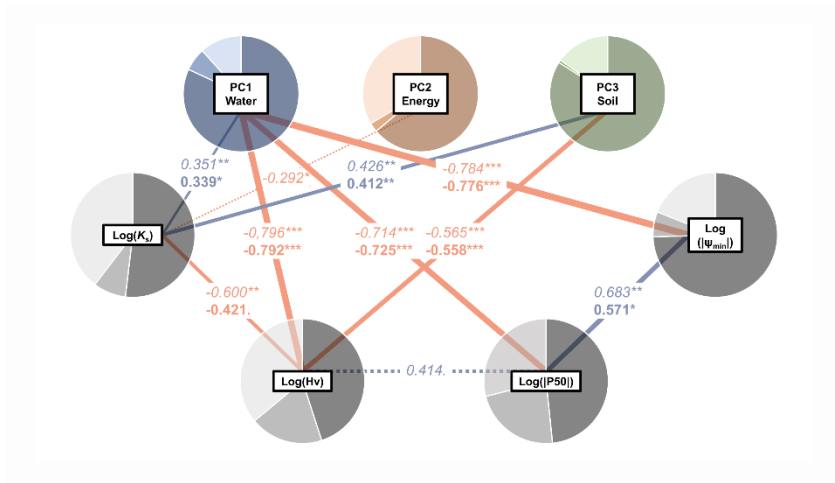 PC1
Water
PC2
Energy
PC3
Soil
0.351**
0.339*
-0.292*
0.426**
0.412**
-0.784***
-0.776***
Log(Kₛ)
-0,796***
-0.792***
-0.714***
-0.725***
-0.565***
-0.558***
Log
(|Ψmin|)
-0.600**
-0.421.
0.683**
0.571*
Log(Hv)
0.414.
Log(|P50|)